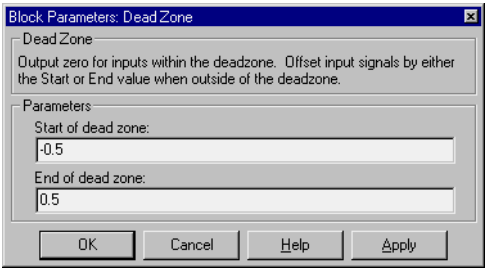 Block Parameters: Dead Zone
Dead Zone
Output zero for inputs within the deadzone. Offset input signals by either
the Start or End value when outside of the deadzone.
Parameters
Start of dead zone:
-0.5
End of dead zone:
0.5
OK Cancel Help Apply